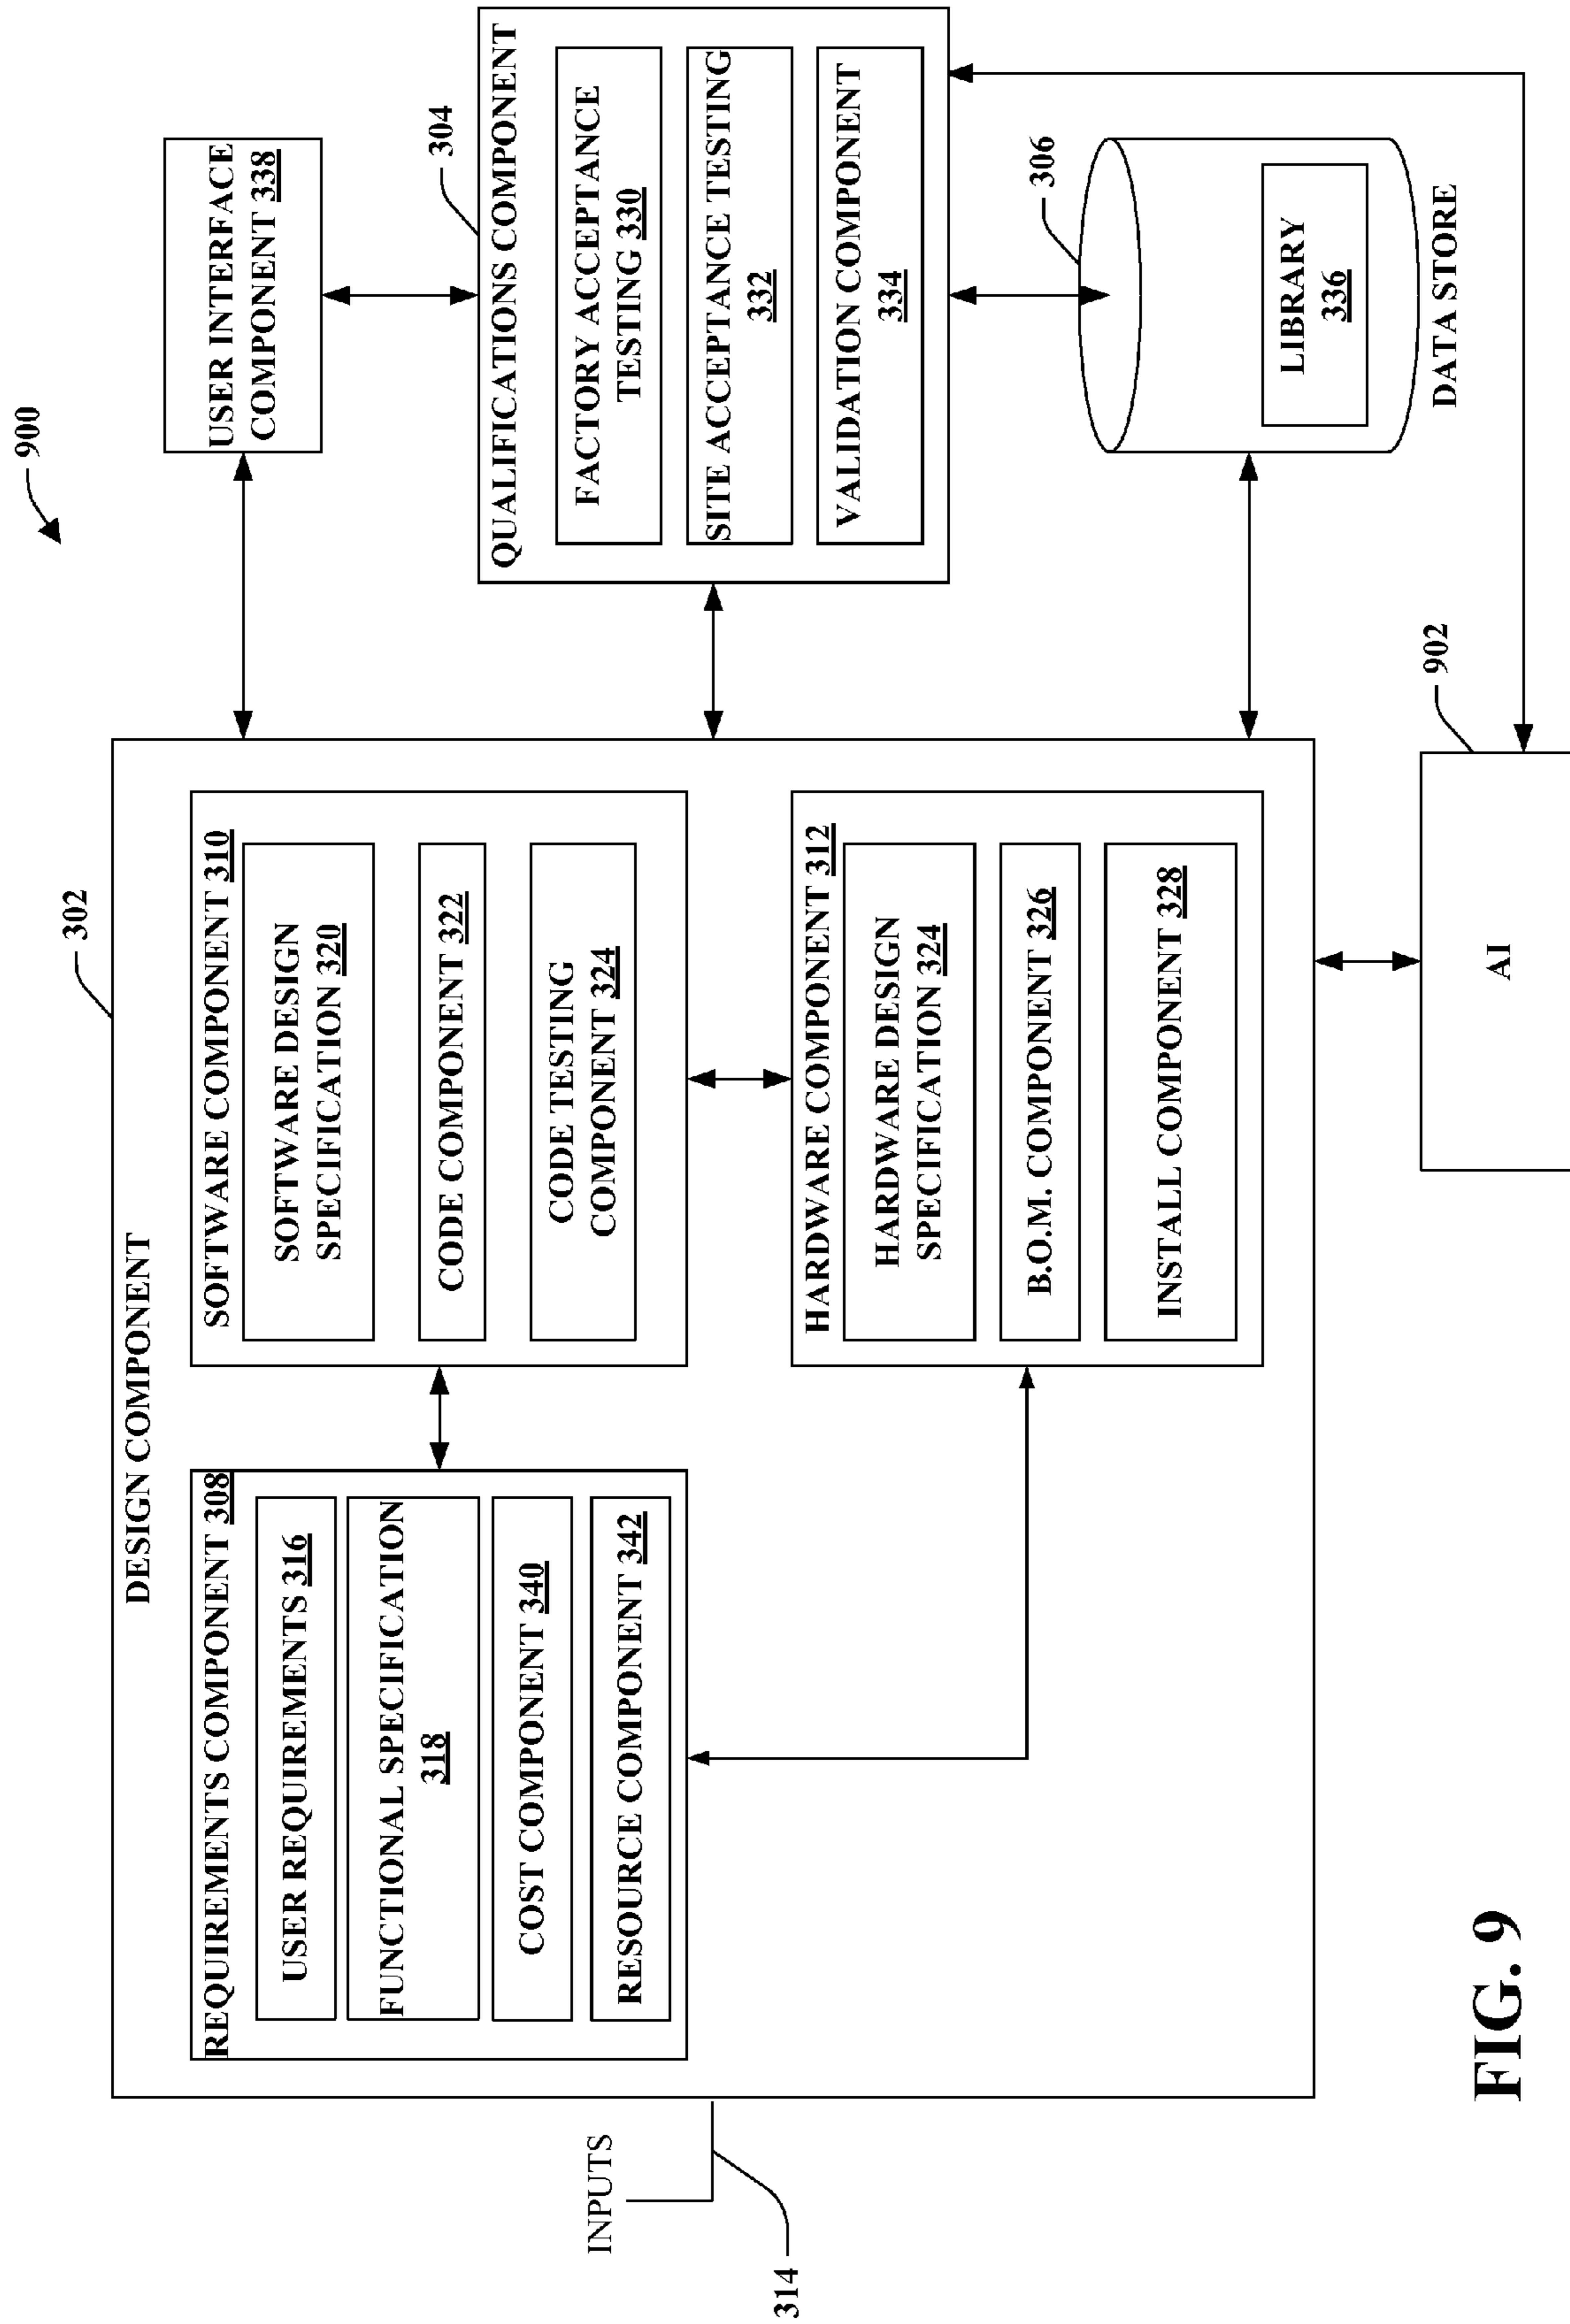 900
302
DESIGN COMPONENT
REQUIREMENTS COMPONENT 308
USER REQUIREMENTS 316
FUNCTIONAL SPECIFICATION
318
COST COMPONENT 340
RESOURCE COMPONENT 342
SOFTWARE COMPONENT 310
SOFTWARE DESIGN
SPECIFICATION 320
CODE COMPONENT 322
CODE TESTING
COMPONENT 324
HARDWARE COMPONENT 312
HARDWARE DESIGN
SPECIFICATION 324
B.O.M. COMPONENT 326
INSTALL COMPONENT 328
USER INTERFACE
COMPONENT 338
304
QUALIFICATIONS COMPONENT
FACTORY ACCEPTANCE
TESTING 330
SITE ACCEPTANCE TESTING
332
VALIDATION COMPONENT
334
306
LIBRARY
336
DATA STORE
INPUTS
314
902
AI
FIG. 9